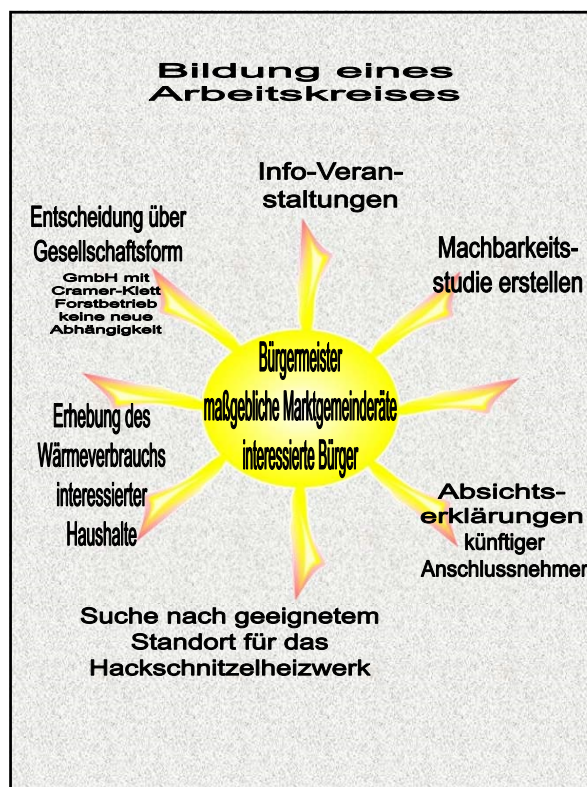 Bildung eines
Arbeitskreises
Info-Veran-
staltungen
Entscheidung über
Gesellschaftsform
GmbH mit
Cramer-Klett
Forstbetrieb
keine neue
Abhängigkeit
Machbarkeits-
studie erstellen
Bürgermeister
maßgebliche Marktgemeinderäte
interessierte Bürger
Erhebung des
Wärmeverbrauchs
interessierter
Haushalte
Absichts-
erklärungen
künftiger
Anschlussnehmer
Suche nach geeignetem
Standort für das
Hackschnitzelheizwerk